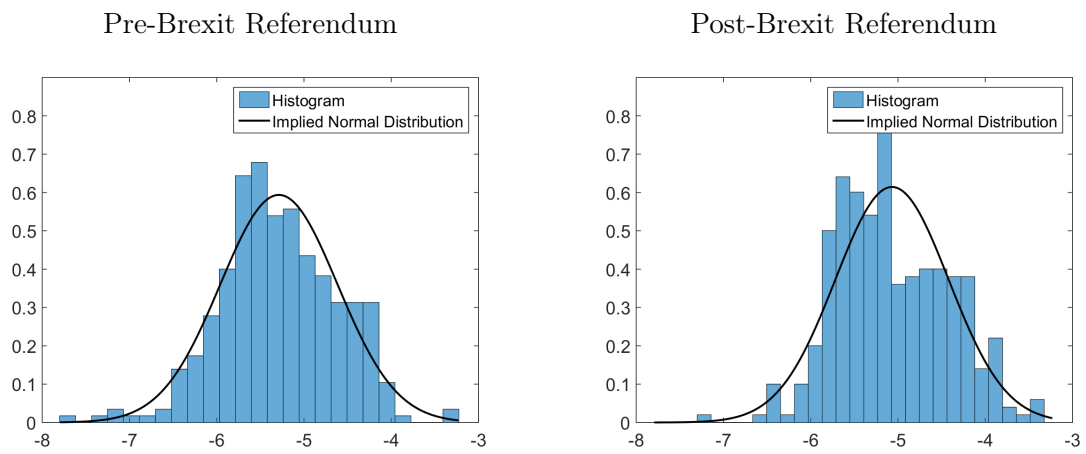 Pre-Brexit Referendum
Histogram
Implied Normal Distribution
0.8
0.7
0.6
0.5
0.4
0.3
0.2
0.1
0
-8 -7 -6 -5 -4 -3
Post-Brexit Referendum
Histogram
Implied Normal Distribution
0.8
0.7
0.6
0.5
0.4
0.3
0.2
0.1
0
-8 -7 -6 -5 -4 -3